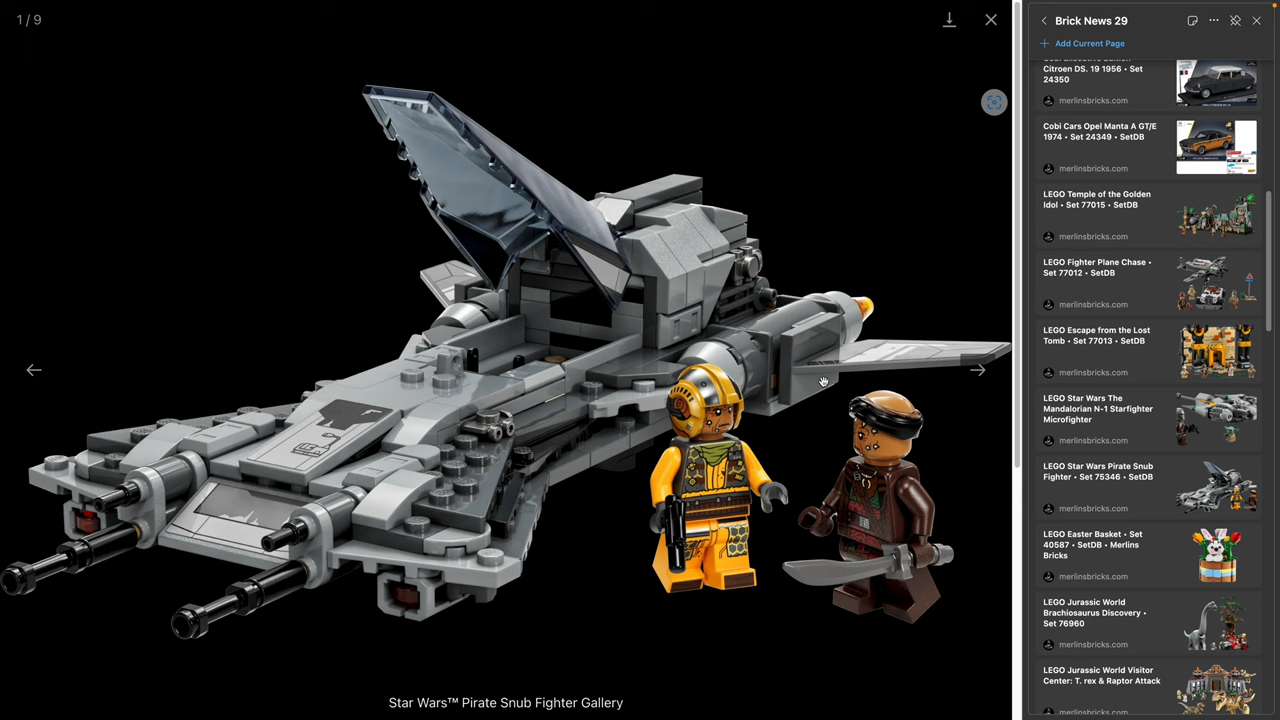 1 / 9
Star Wars™ Pirate Snub Fighter Gallery
Brick News 29
Add Current Page
Citroen DS. 19 1956 • Set
24350
merlinsbricks.com
Cobi Cars Opel Manta A GT/E
1974 • Set 24349 • SetDB
merlinsbricks.com
LEGO Temple of the Golden
Idol • Set 77015 • SetDB
merlinsbricks.com
LEGO Fighter Plane Chase •
Set 77012 • SetDB
merlinsbricks.com
LEGO Escape from the Lost
Tomb • Set 77013 • SetDB
merlinsbricks.com
LEGO Star Wars The
Mandalorian N-1 Starfighter
Microfighter
merlinsbricks.com
LEGO Star Wars Pirate Snub
Fighter • Set 75346 • SetDB
merlinsbricks.com
LEGO Easter Basket • Set
40587 • SetDB • Merlins
Bricks
merlinsbricks.com
LEGO Jurassic World
Brachiosaurus Discovery •
Set 76960
merlinsbricks.com
LEGO Jurassic World Visitor
Center: T. rex & Raptor Attack
merlinsbricks.com